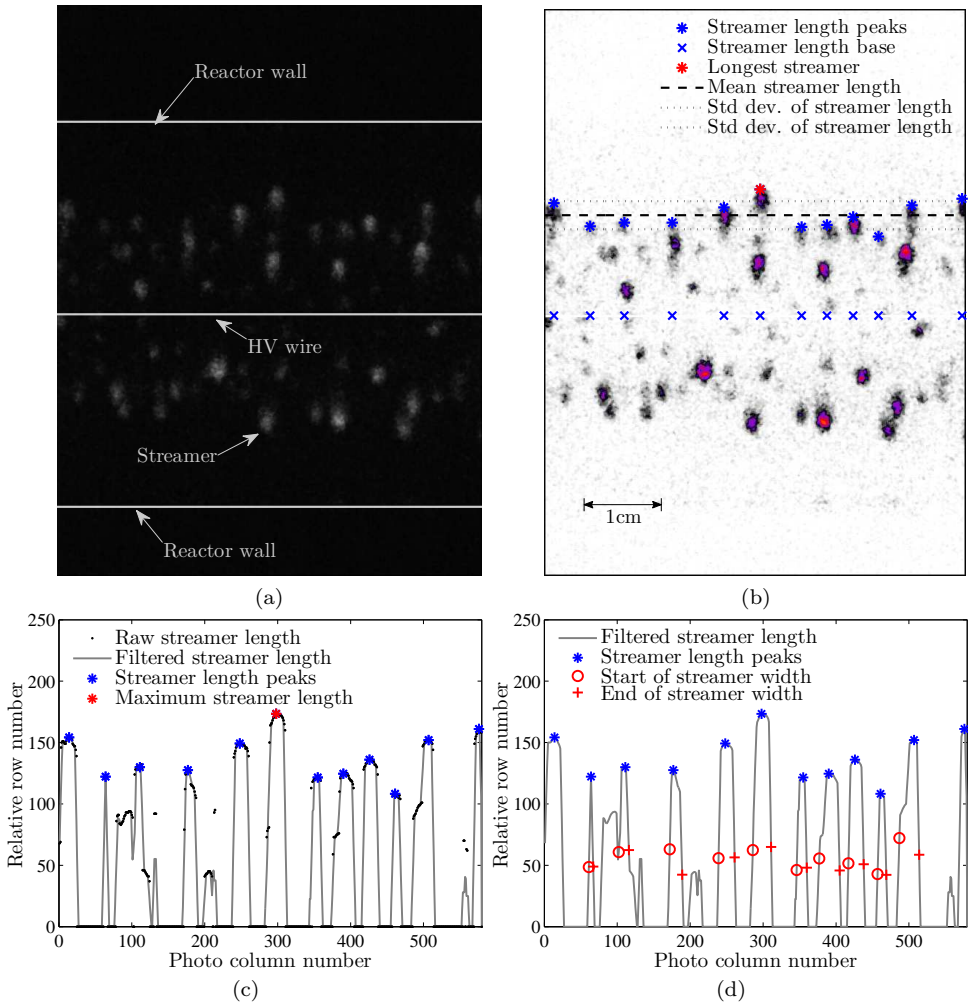 Reactor wall
HV wire
Streamer
Reactor wall
(a)
Streamer length peaks
Streamer length base
Longest streamer
Mean streamer length
Std dev. of streamer length
Std dev. of streamer length
1cm
(b)
250
200
150
100
50
0
Relative row number
Raw streamer length
Filtered streamer length
Streamer length peaks
Maximum streamer length
0 100 200 300 400 500
Photo column number
(c)
250
200
150
100
50
0
Relative row number
Filtered streamer length
Streamer length peaks
Start of streamer width
End of streamer width
0 100 200 300 400 500
Photo column number
(d)